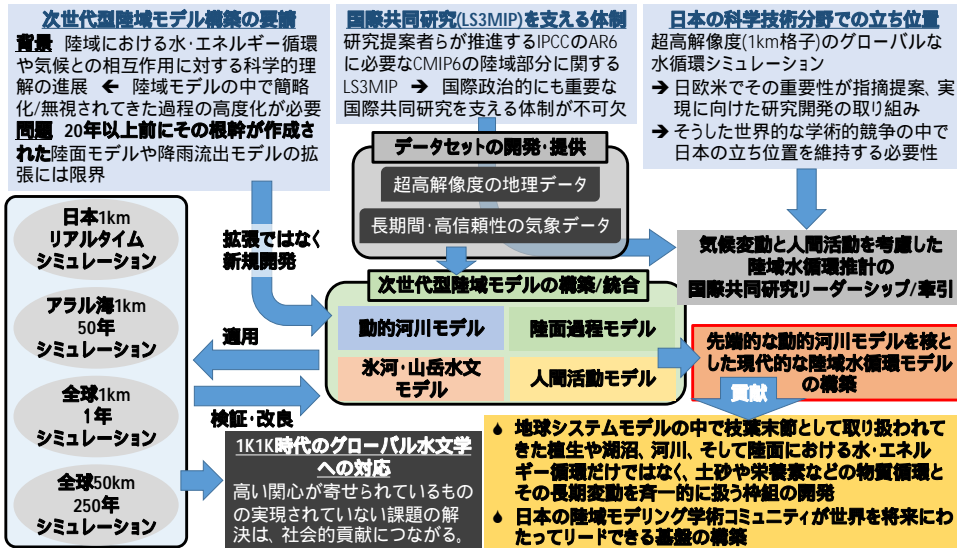 次世代型陸域モデル構築の要請
背景 陸域における水･エネルギー循環
や気候との相互作用に対する科学的理
解の進展 ← 陸域モデルの中で簡略
化/無視されてきた過程の高度化が必要
問題 20年以上前にその根幹が作成さ
れた陸面モデルや降雨流出モデルの拡
張には限界
国際共同研究(LS3MIP)を支える体制
研究提案者らが推進するIPCCのAR6
に必要なCMIP6の陸域部分に関する
LS3MIP → 国際政治的にも重要な
国際共同研究を支える体制が不可欠
日本の科学技術分野での立ち位置
超高解像度(1km格子)のグローバルな
水循環シミュレーション
→ 日欧米でその重要性が指摘提案、実
現に向けた研究開発の取り組み
→ そうした世界的な学術的競争の中で
日本の立ち位置を維持する必要性
データセットの開発･提供
超高解像度の地理データ
長期間･高信頼性の気象データ
拡張ではなく
新規開発
気候変動と人間活動を考慮した
陸域水循環推計の
国際共同研究リーダーシップ/牽引
日本1km
リアルタイム
シミュレーション
アラル海1km
50年
シミュレーション
全球1km
1年
シミュレーション
全球50km
250年
シミュレーション
適用
検証･改良
次世代型陸域モデルの構築/統合
動的河川モデル
陸面過程モデル
氷河･山岳水文
モデル
人間活動モデル
先端的な動的河川モデルを核と
した現代的な陸域水循環モデル
の構築
貢献
1K1K時代のグローバル水文学
への対応
高い関心が寄せられているもの
の実現されていない課題の解
決は、社会的貢献につながる。
地球システムモデルの中で枝葉末節として取り扱われて
きた植生や湖沼、河川、そして陸面における水･エネル
ギー循環だけではなく、土砂や栄養素などの物質循環と
その長期変動を斉一的に扱う枠組の開発
日本の陸域モデリング学術コミュニティが世界を将来にわ
たってリードできる基盤の構築